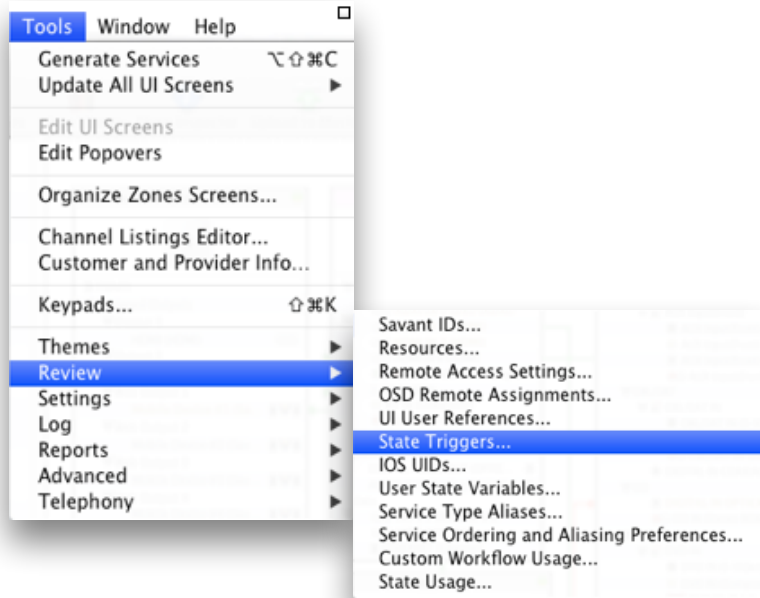 Tools Window Help
Generate Services ⌥⇧⌘C
Update All UI Screens ▶
Edit UI Screens
Edit Popovers
Organize Zones Screens...
Channel Listings Editor...
Customer and Provider Info...
Keypads... ⇧⌘K
Themes ▶
Review ▶
Settings ▶
Log ▶
Reports ▶
Advanced ▶
Telephony ▶
Savant IDs...
Resources...
Remote Access Settings...
OSD Remote Assignments...
UI User References...
State Triggers...
IOS UIDs...
User State Variables...
Service Type Aliases...
Service Ordering and Aliasing Preferences...
Custom Workflow Usage...
State Usage...